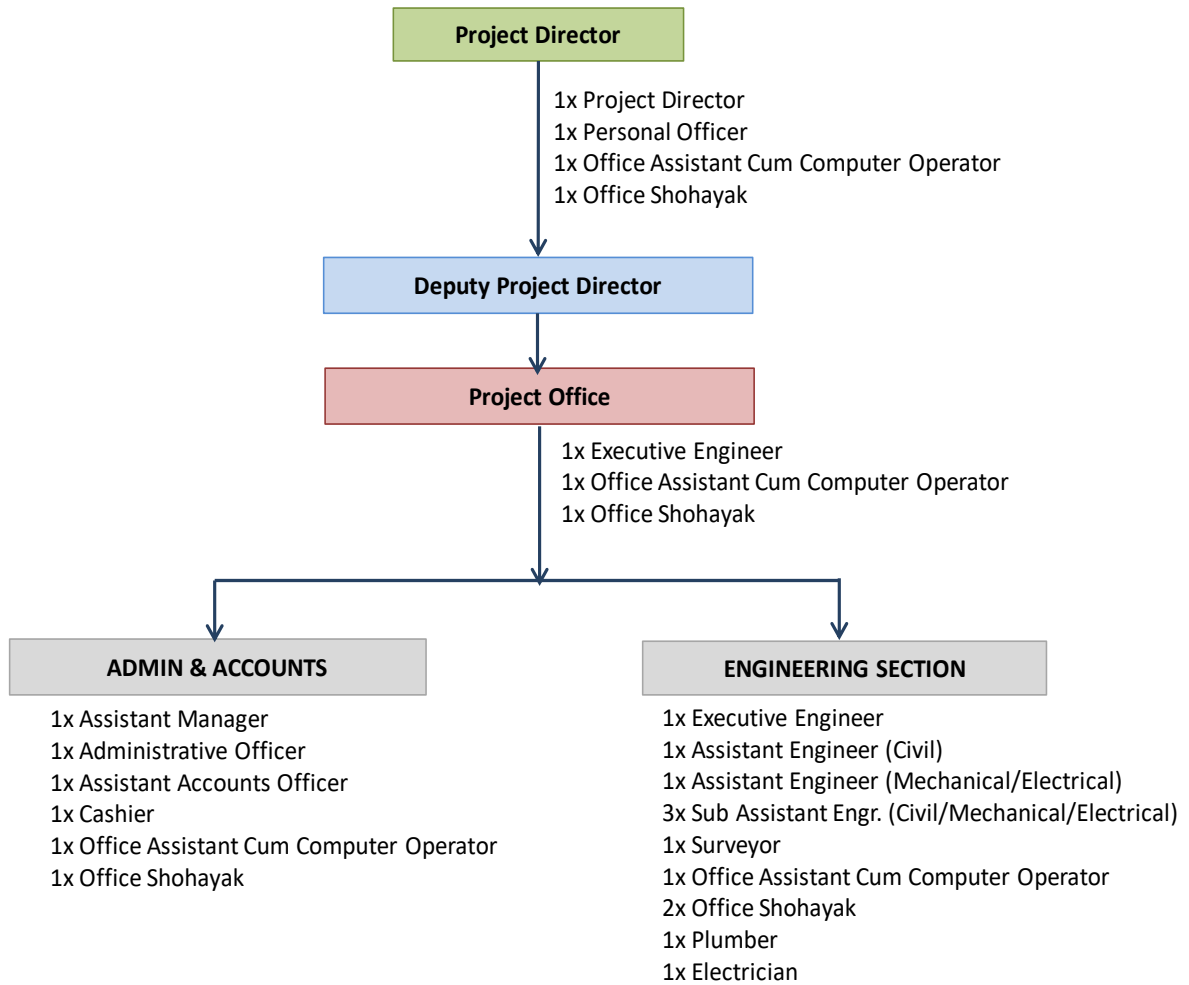 Project Director
1x Project Director
1x Personal Officer
1x Office Assistant Cum Computer Operator
1x Office Shohayak
Deputy Project Director
Project Office
1x Executive Engineer
1x Office Assistant Cum Computer Operator
1x Office Shohayak
ADMIN & ACCOUNTS
1x Assistant Manager
1x Administrative Officer
1x Assistant Accounts Officer
1x Cashier
1x Office Assistant Cum Computer Operator
1x Office Shohayak
ENGINEERING SECTION
1x Executive Engineer
1x Assistant Engineer (Civil)
1x Assistant Engineer (Mechanical/Electrical)
3x Sub Assistant Engr. (Civil/Mechanical/Electrical)
1x Surveyor
1x Office Assistant Cum Computer Operator
2x Office Shohayak
1x Plumber
1x Electrician